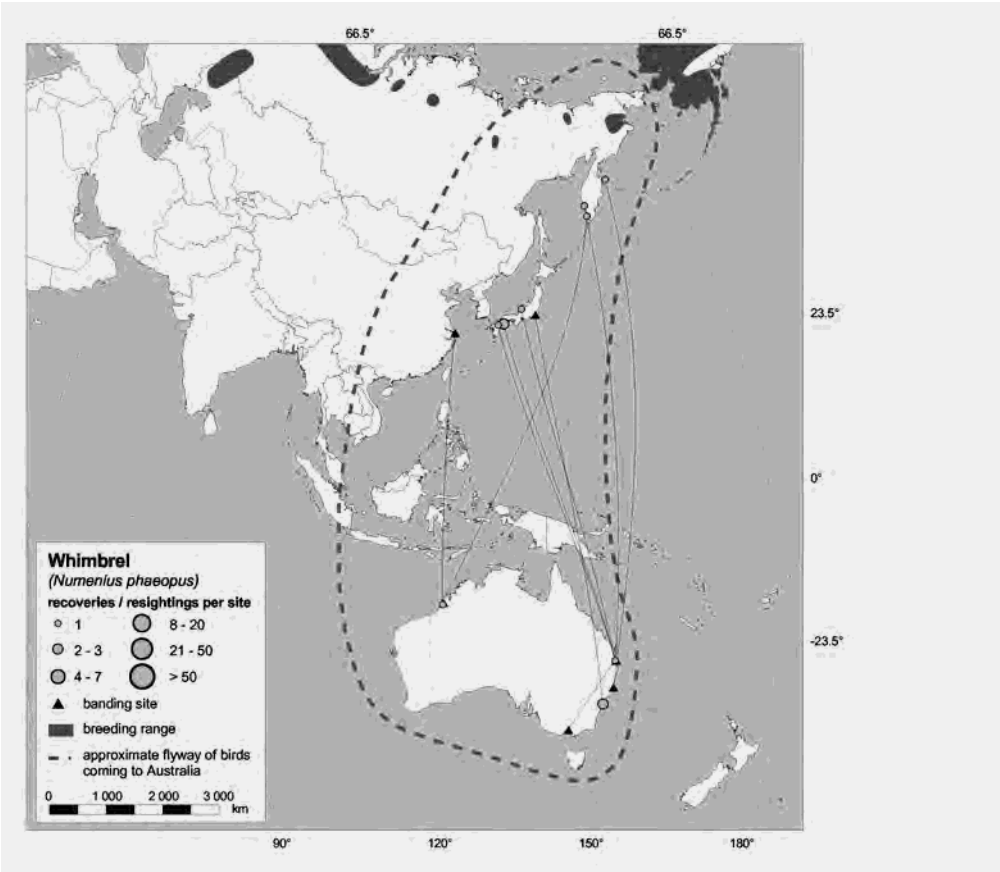 66.5° 66.5°
23.5°
0°
-23.5°
Whimbrel
(Numenius phaeopus)
recoveries / resightings per site
1 8 - 20
2 - 3 21 - 50
4 - 7 > 50
banding site
breeding range
approximate flyway of birds
coming to Australia
0 1 000 2 000 3 000
km
90° 120° 150° 180°